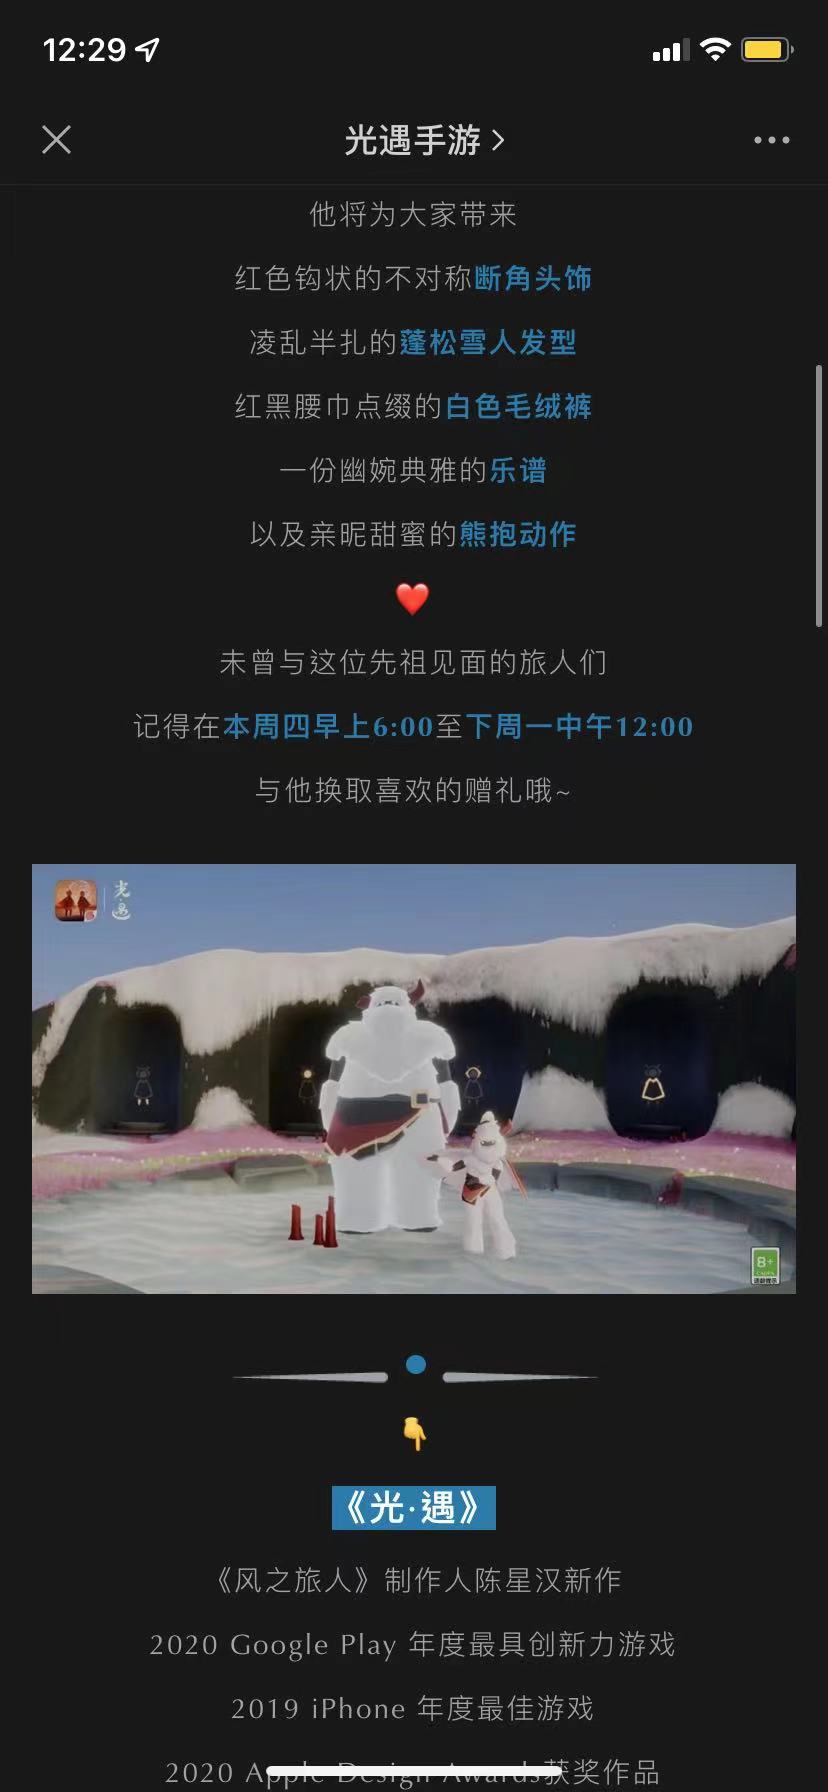 12:29
光遇手游
他将为大家带来
红色钩状的不对称断角头饰
凌乱半扎的蓬松雪人发型
红黑腰巾点缀的白色毛绒裤
一份幽婉典雅的乐谱
以及亲昵甜蜜的熊抱动作
未曾与这位先祖见面的旅人们
记得在本周四早上6:00至下周一中午12:00
与他换取喜欢的赠礼哦~
光·遇
8+
CADPA
适龄提示
《光·遇》
《风之旅人》制作人陈星汉新作
2020 Google Play 年度最具创新力游戏
2019 iPhone 年度最佳游戏
2020 Apple Design Awards获奖作品